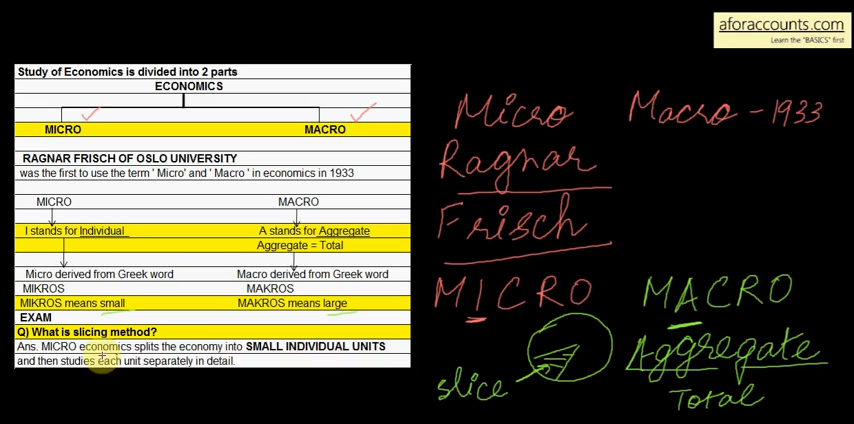 aforaccounts.com
Learn the "BASICS" first
Study of Economics is divided into 2 parts
ECONOMICS
MICRO MACRO
RAGNAR FRISCH OF OSLO UNIVERSITY
was the first to use the term ' Micro' and ' Macro ' in economics in 1933
MICRO MACRO
I stands for Individual A stands for Aggregate
Aggregate = Total
Micro derived from Greek word Macro derived from Greek word
MIKROS MAKROS
MIKROS means small MAKROS means large
EXAM
Q) What is slicing method?
Ans. MICRO economics splits the economy into SMALL INDIVIDUAL UNITS
and then studies each unit separately in detail.
Micro Macro - 1933
Ragnar
Frisch
MICRO MACRO
Aggregate
slice Total